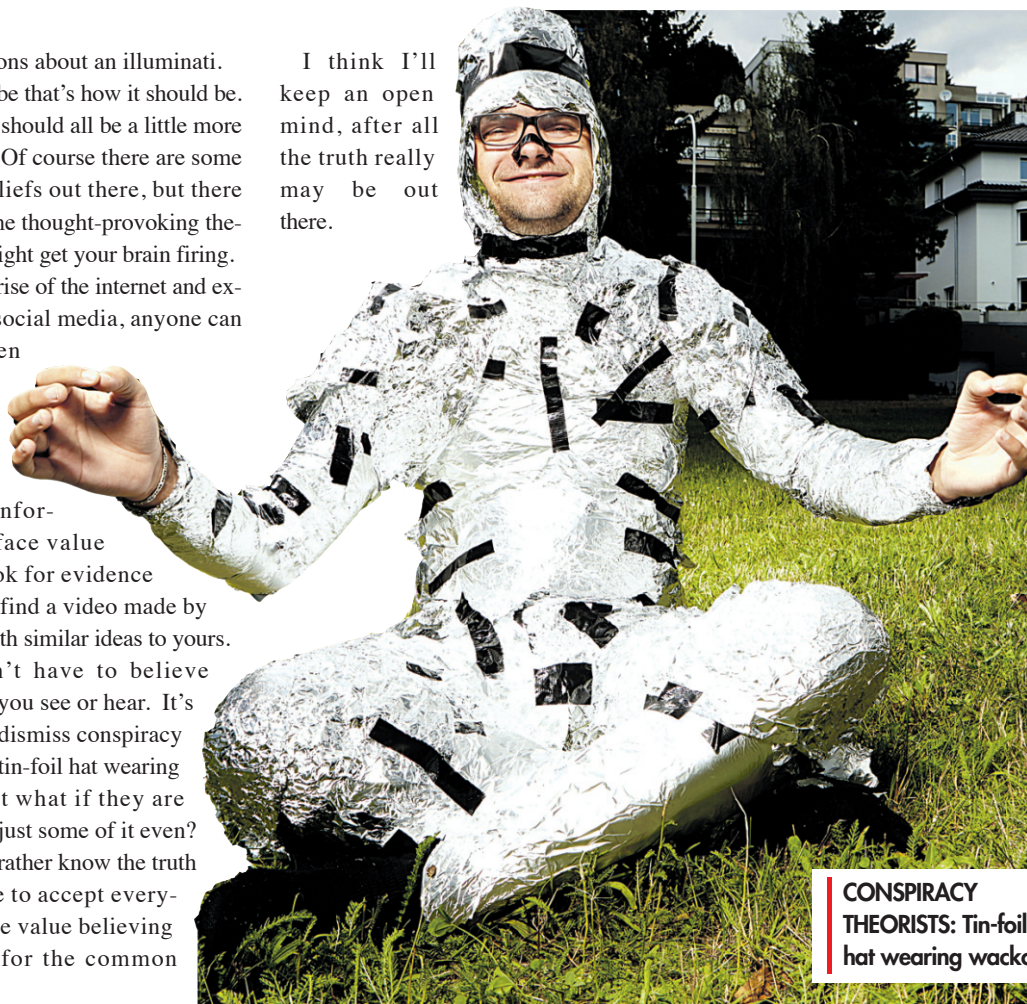 ons about an illuminati.
be that's how it should be.
should all be a little more
Of course there are some
liefs out there, but there
ne thought-provoking the-
ight get your brain firing.
rise of the internet and ex-
social media, anyone can
en
nfor-
face value
ok for evidence
find a video made by
th similar ideas to yours.
n't have to believe
you see or hear. It's
dismiss conspiracy
tin-foil hat wearing
t what if they are
just some of it even?
rather know the truth
e to accept every-
e value believing
for the common
I think I'll
keep an open
mind, after all
the truth really
may be out
there.
CONSPIRACY
THEORISTS: Tin-foil
hat wearing wacko